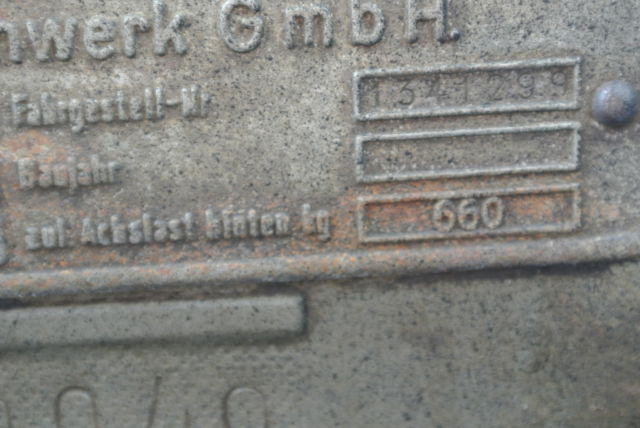 nwerk GmbH.
Fahrgestell-Nr 1341299
Baujahr
zul. Achslast hinten kg 660